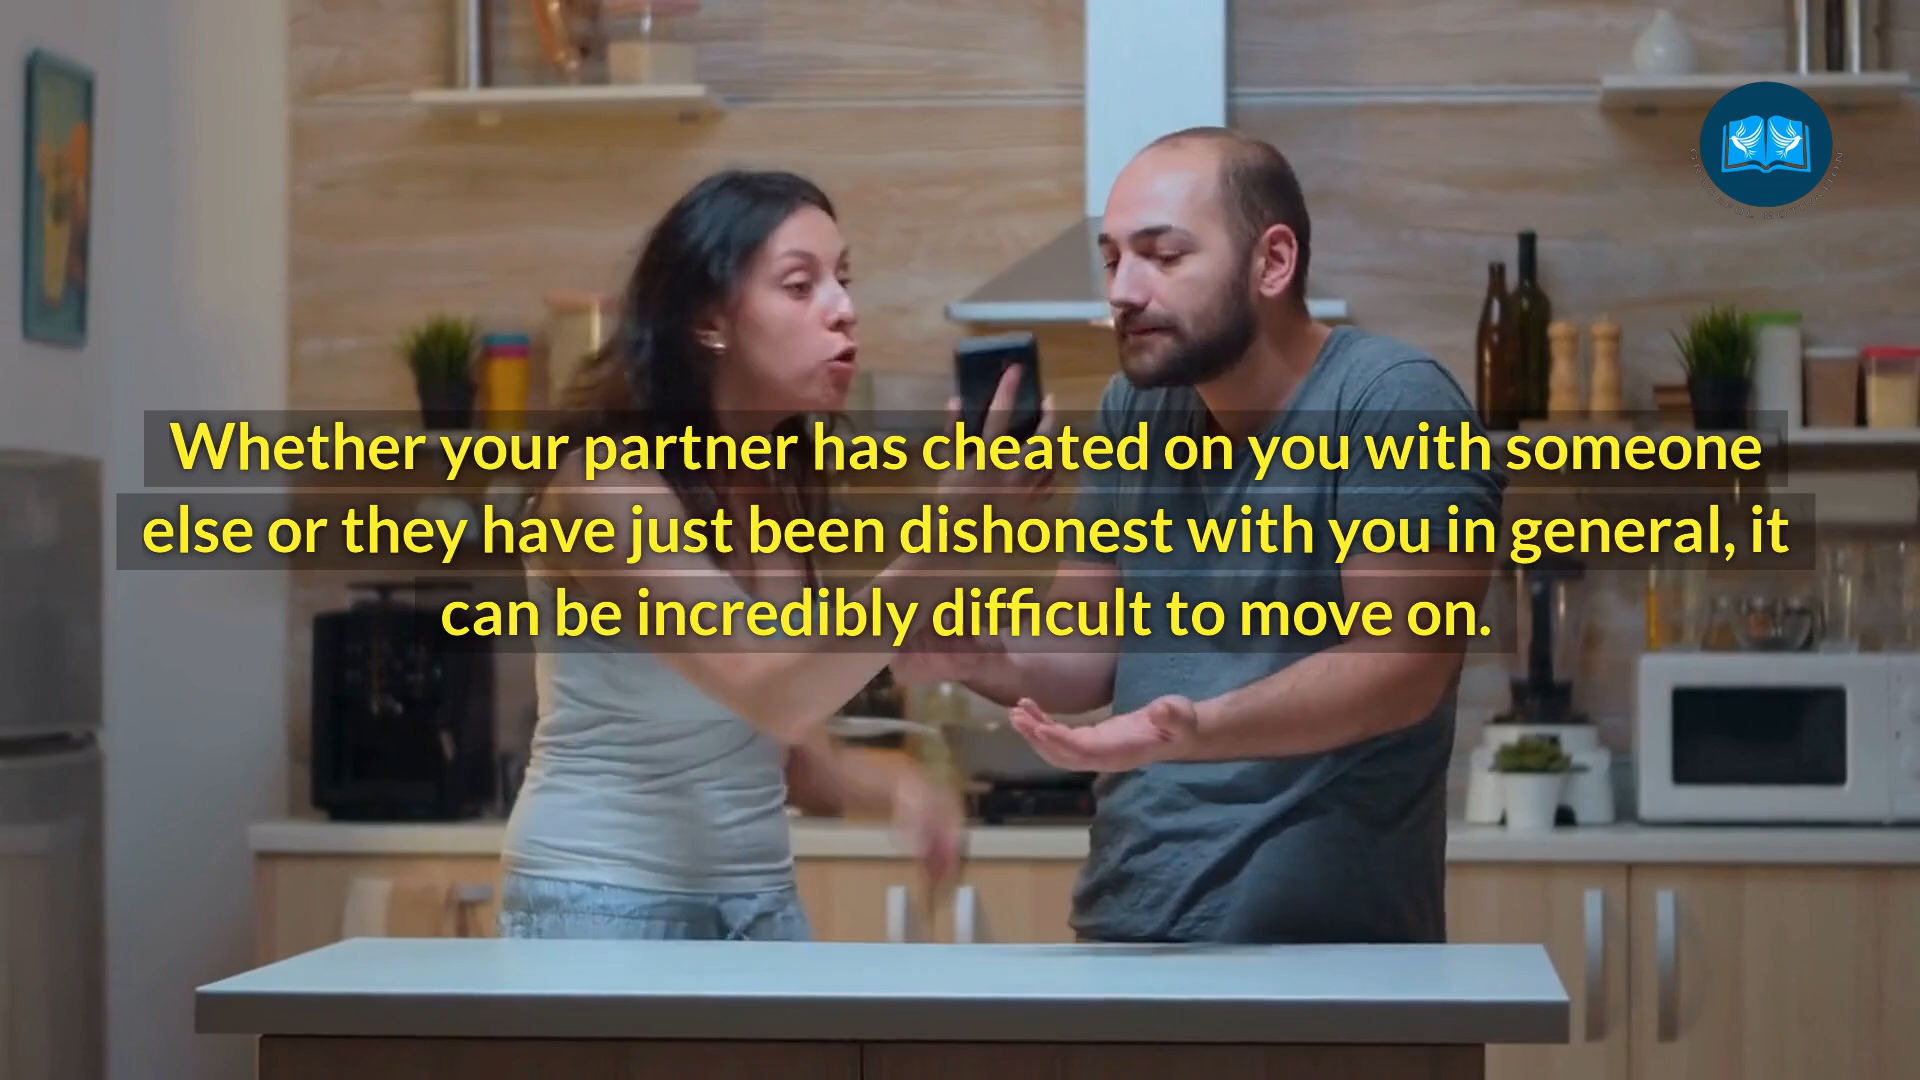 Whether your partner has cheated on you with someone
else or they have just been dishonest with you in general, it
can be incredibly difficult to move on.